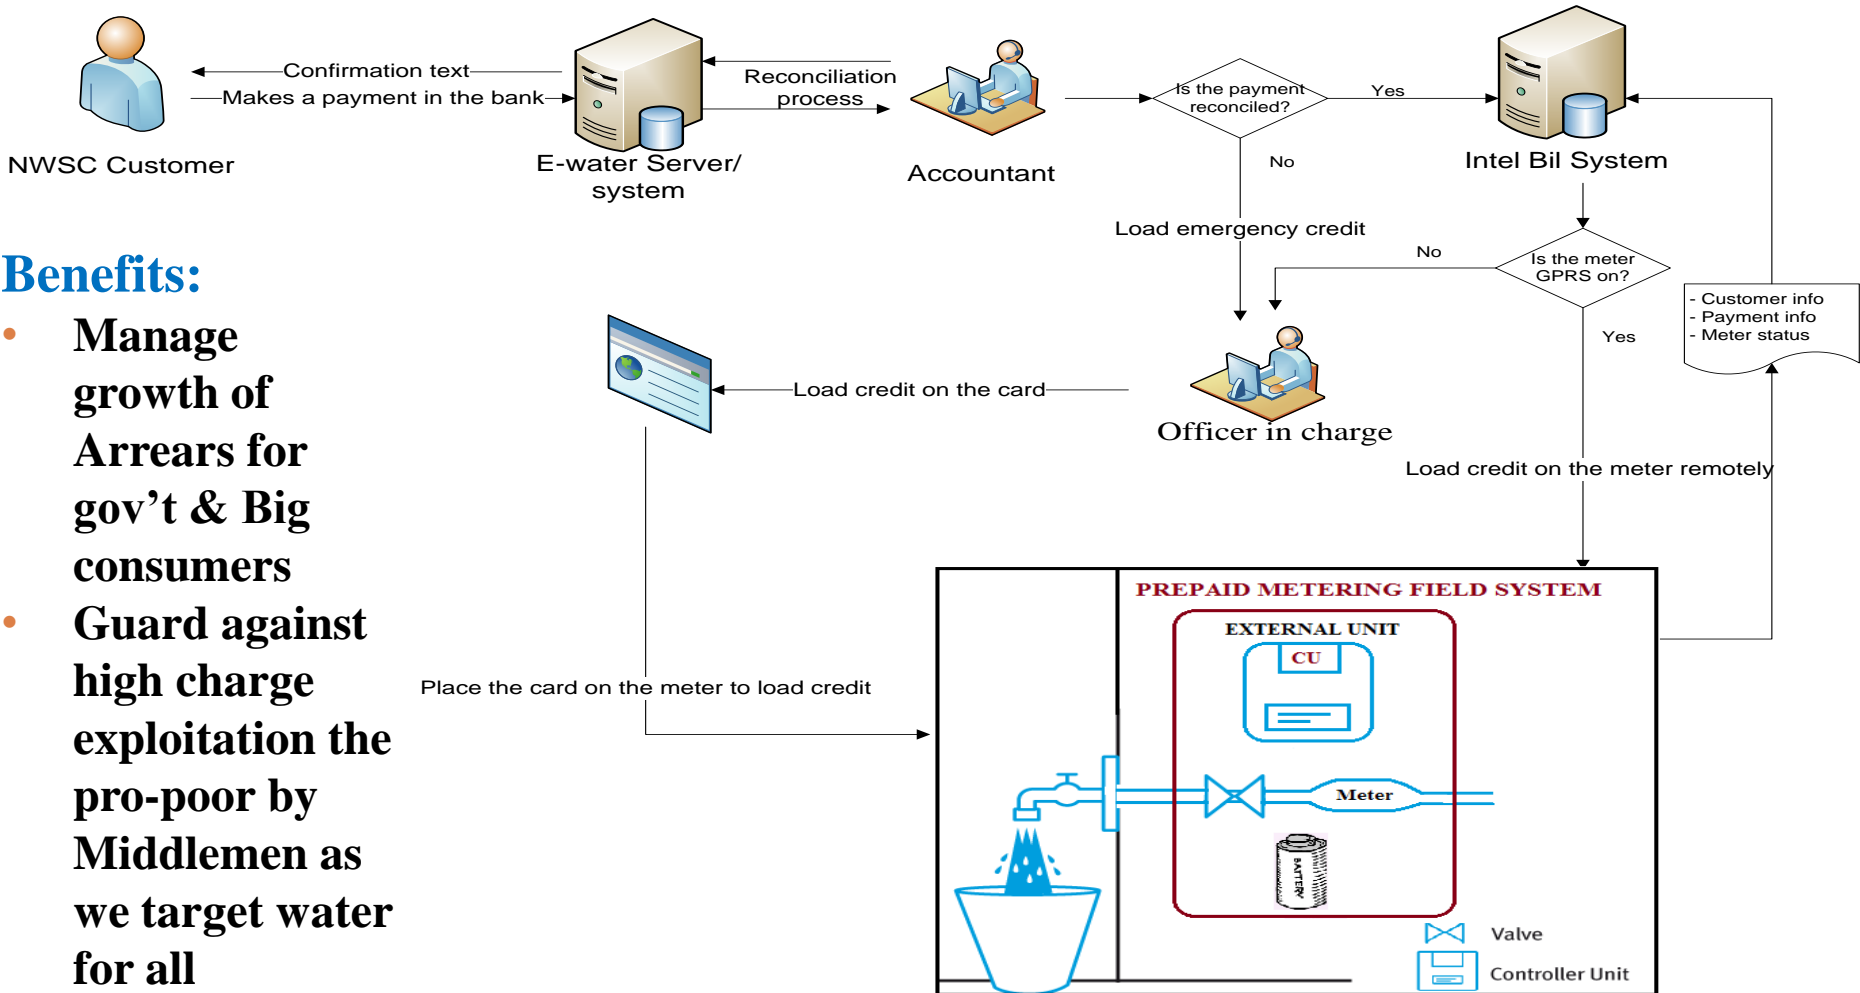 Confirmation text
Makes a payment in the bank
Reconciliation
process
Is the payment
reconciled?
Yes
NWSC Customer
E-water Server/
system
Accountant
No
Intel Bil System
Load emergency credit
No
Is the meter
GPRS on?
- Customer info
- Payment info
- Meter status
Yes
Benefits:
• Manage
growth of
Arrears for
gov’t & Big
consumers
• Guard against
high charge
exploitation the
pro-poor by
Middlemen as
we target water
for all
Load credit on the card
Officer in charge
Load credit on the meter remotely
Place the card on the meter to load credit
PREPAID METERING FIELD SYSTEM
EXTERNAL UNIT
CU
Meter
BATTERY
Valve
Controller Unit